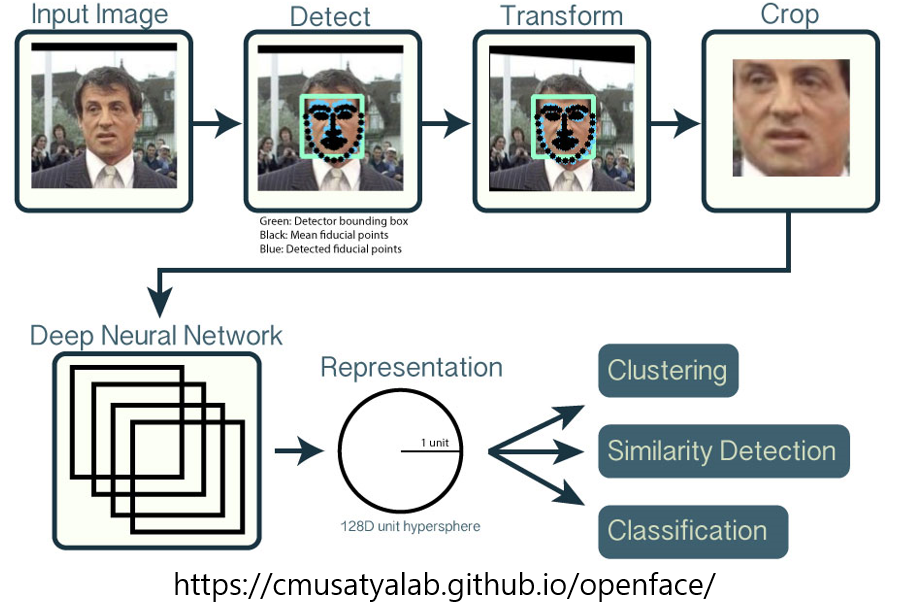 Input Image
Detect
Transform
Crop
Green: Detector bounding box
Black: Mean fiducial points
Blue: Detected fiducial points
Deep Neural Network
Representation
1 unit
128D unit hypersphere
Clustering
Similarity Detection
Classification
https://cmusatyalab.github.io/openface/